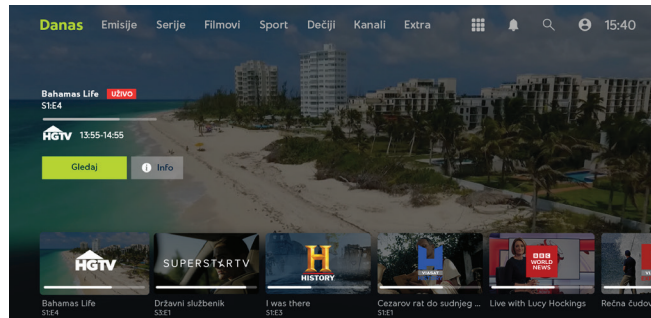 Danas Emisije Serije Filmovi Sport Dečiji Kanali Extra 15:40
Bahamas Life UŽIVO
S1:E4
HGTV 13:55-14:55
Gledaj i Info
HGTV SUPERSTAR TV H HISTORY VIASAT BBC WORLD NEWS
Bahamas Life Državni službenik I was there Cezarov rat do sudnjeg ... Live with Lucy Hockings Rečna čudov
S1:E4 S3:E1 S1:E3 S1:E1